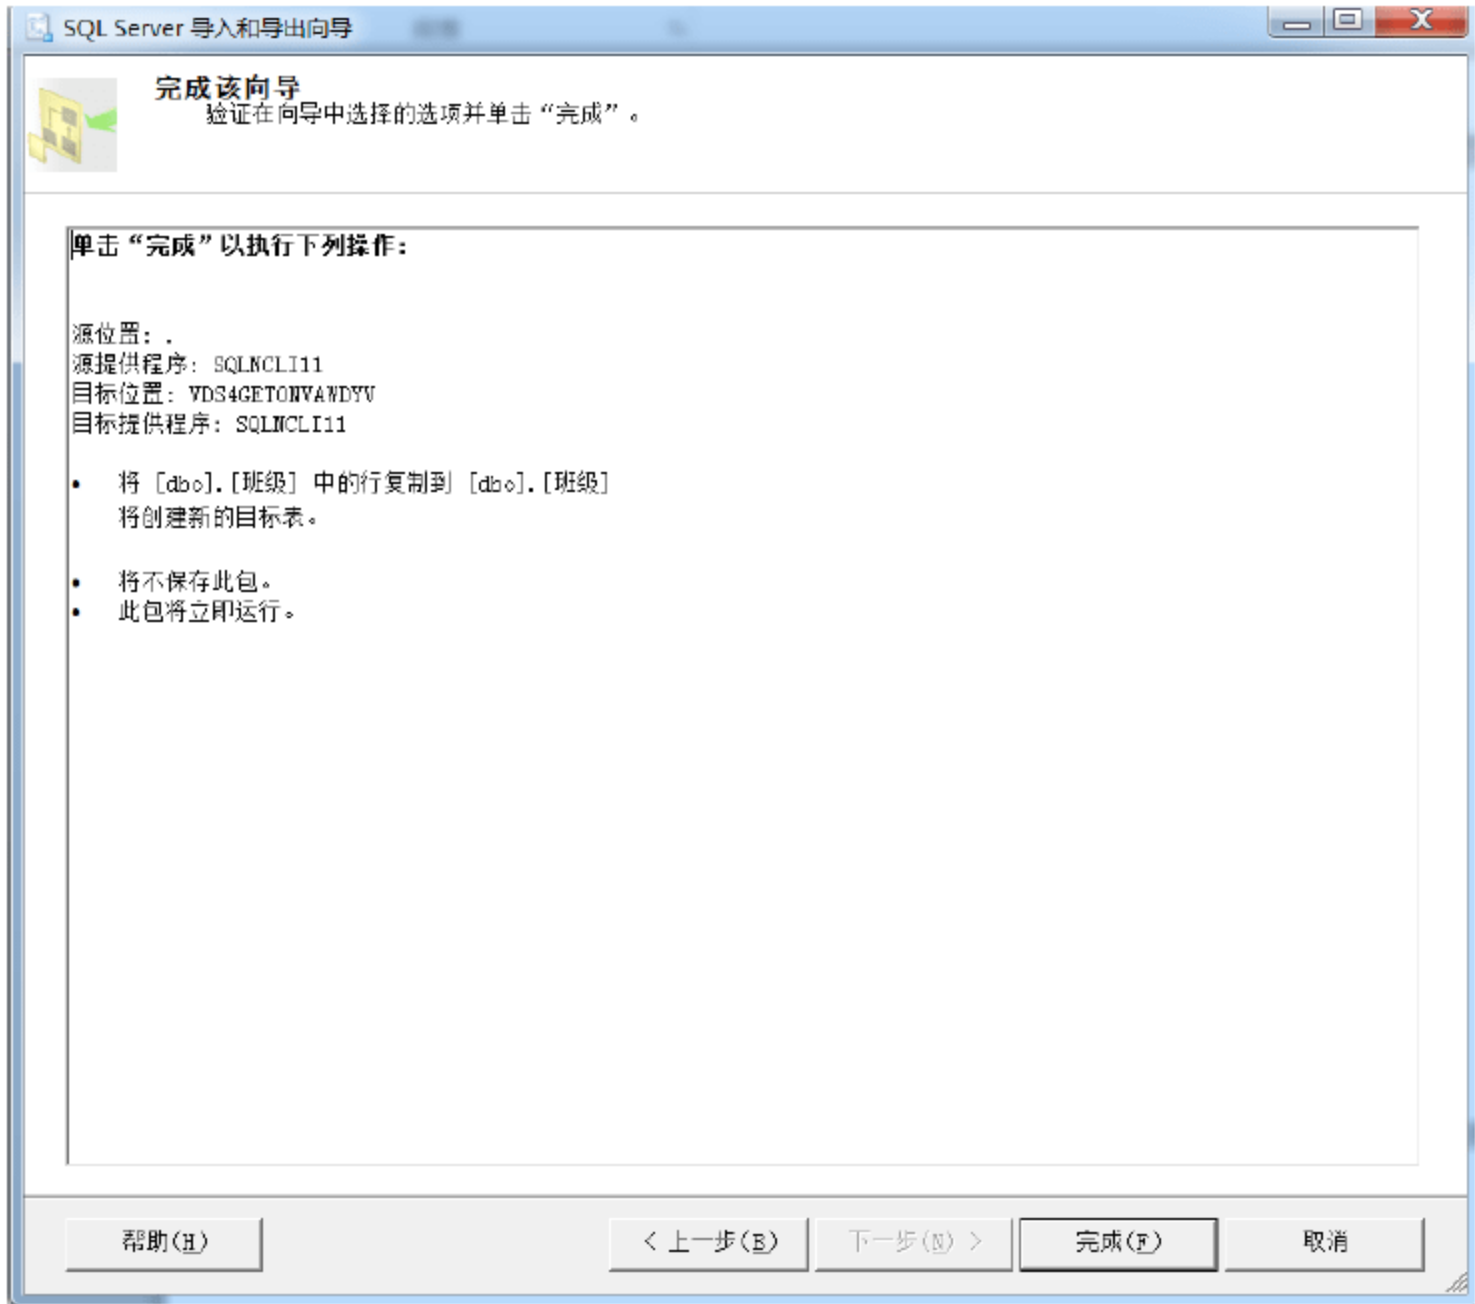 SQL Server 导入和导出向导
完成该向导
验证在向导中选择的选项并单击“完成”。
单击“完成”以执行下列操作：
源位置: .
源提供程序: SQLNCLI11
目标位置: VDS4GETONVAWDYV
目标提供程序: SQLNCLI11
• 将 [dbo].[班级] 中的行复制到 [dbo].[班级]
将创建新的目标表。
• 将不保存此包。
• 此包将立即运行。
帮助(H)
< 上一步(B)
下一步(N) >
完成(F)
取消